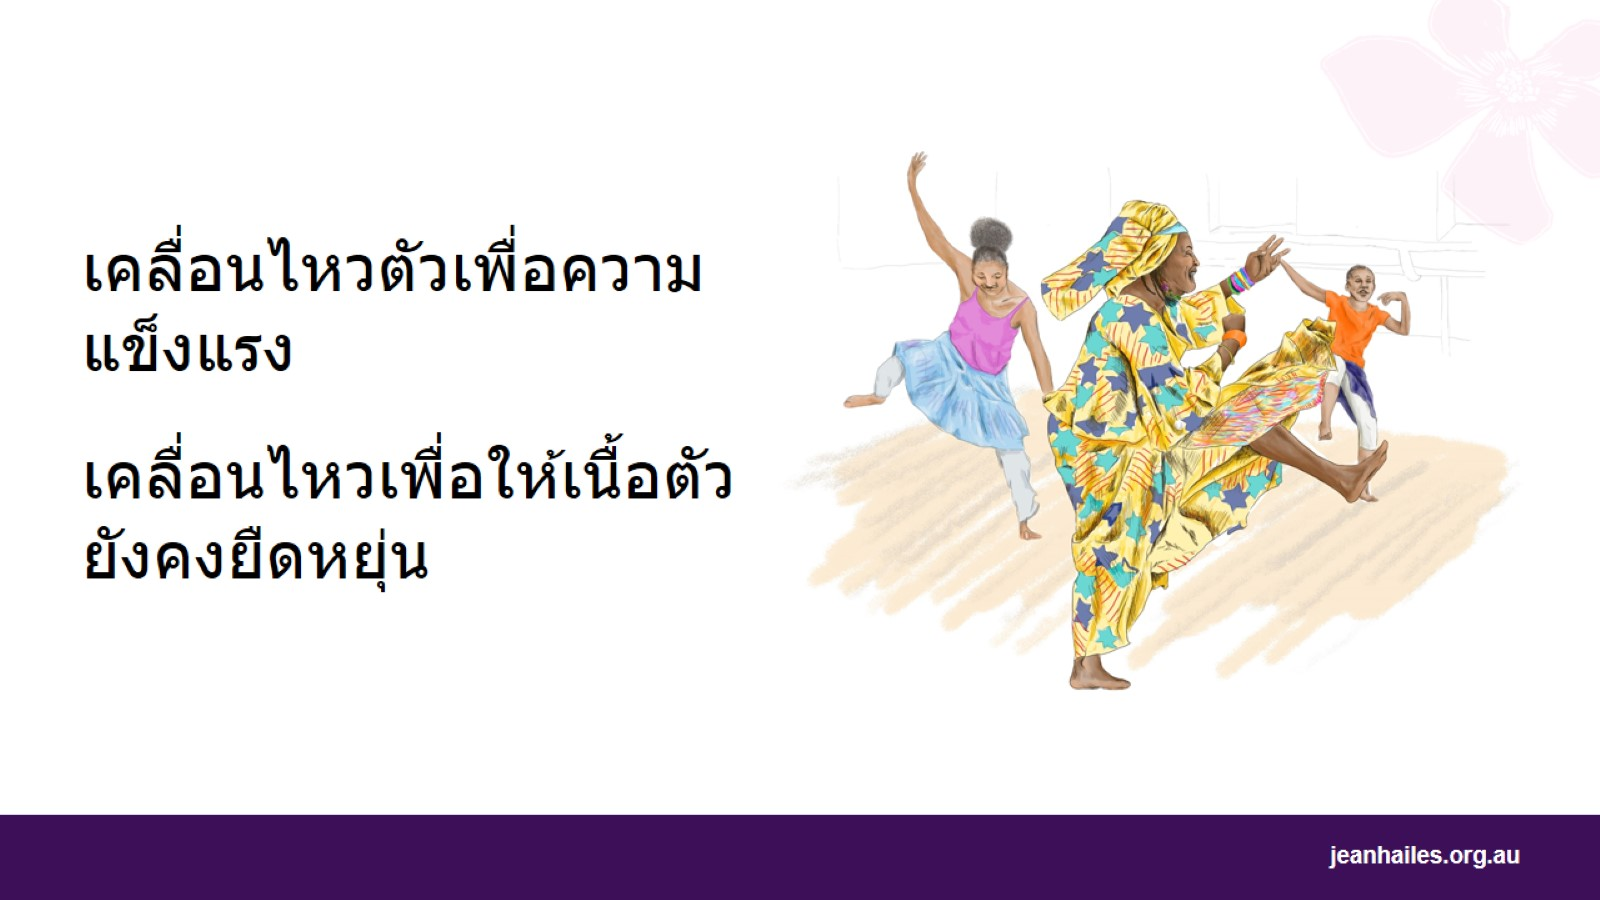 เคลื่อนไหวตัวเพื่อความ
แข็งแรง
เคลื่อนไหวเพื่อให้เนื้อตัว
ยังคงยืดหยุ่น
jeanhailes.org.au